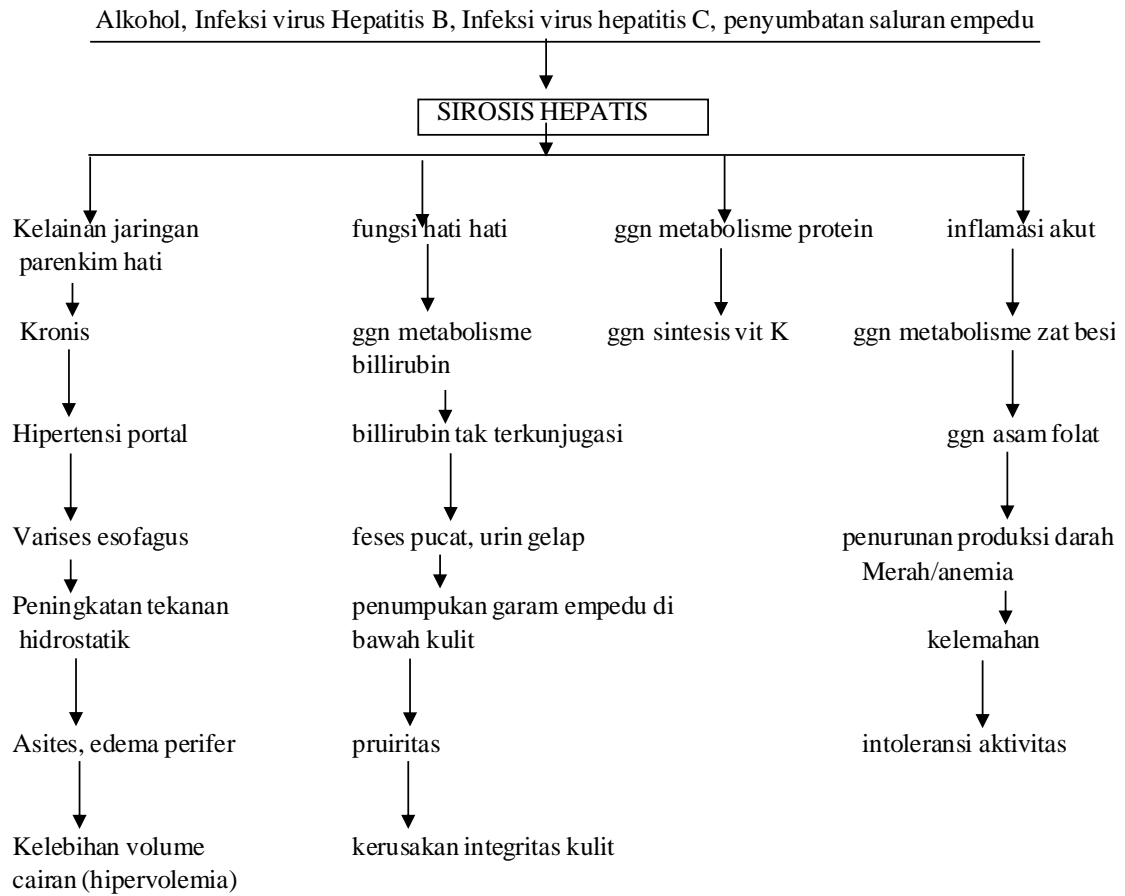 Alkohol, Infeksi virus Hepatitis B, Infeksi virus hepatitis C, penyumbatan saluran empedu
SIROSIS HEPATIS
Kelainan jaringan
parenkim hati
Kronis
Hipertensi portal
Varises esofagus
Peningkatan tekanan
hidrostatik
Asites, edema perifer
Kelebihan volume
cairan (hipervolemia)
fungsi hati hati
ggn metabolisme
billirubin
billirubin tak terkunjugasi
feses pucat, urin gelap
penumpukan garam empedu di
bawah kulit
pruiritas
kerusakan integritas kulit
ggn metabolisme protein
ggn sintesis vit K
inflamasi akut
ggn metabolisme zat besi
ggn asam folat
penurunan produksi darah
Merah/anemia
kelemahan
intoleransi aktivitas